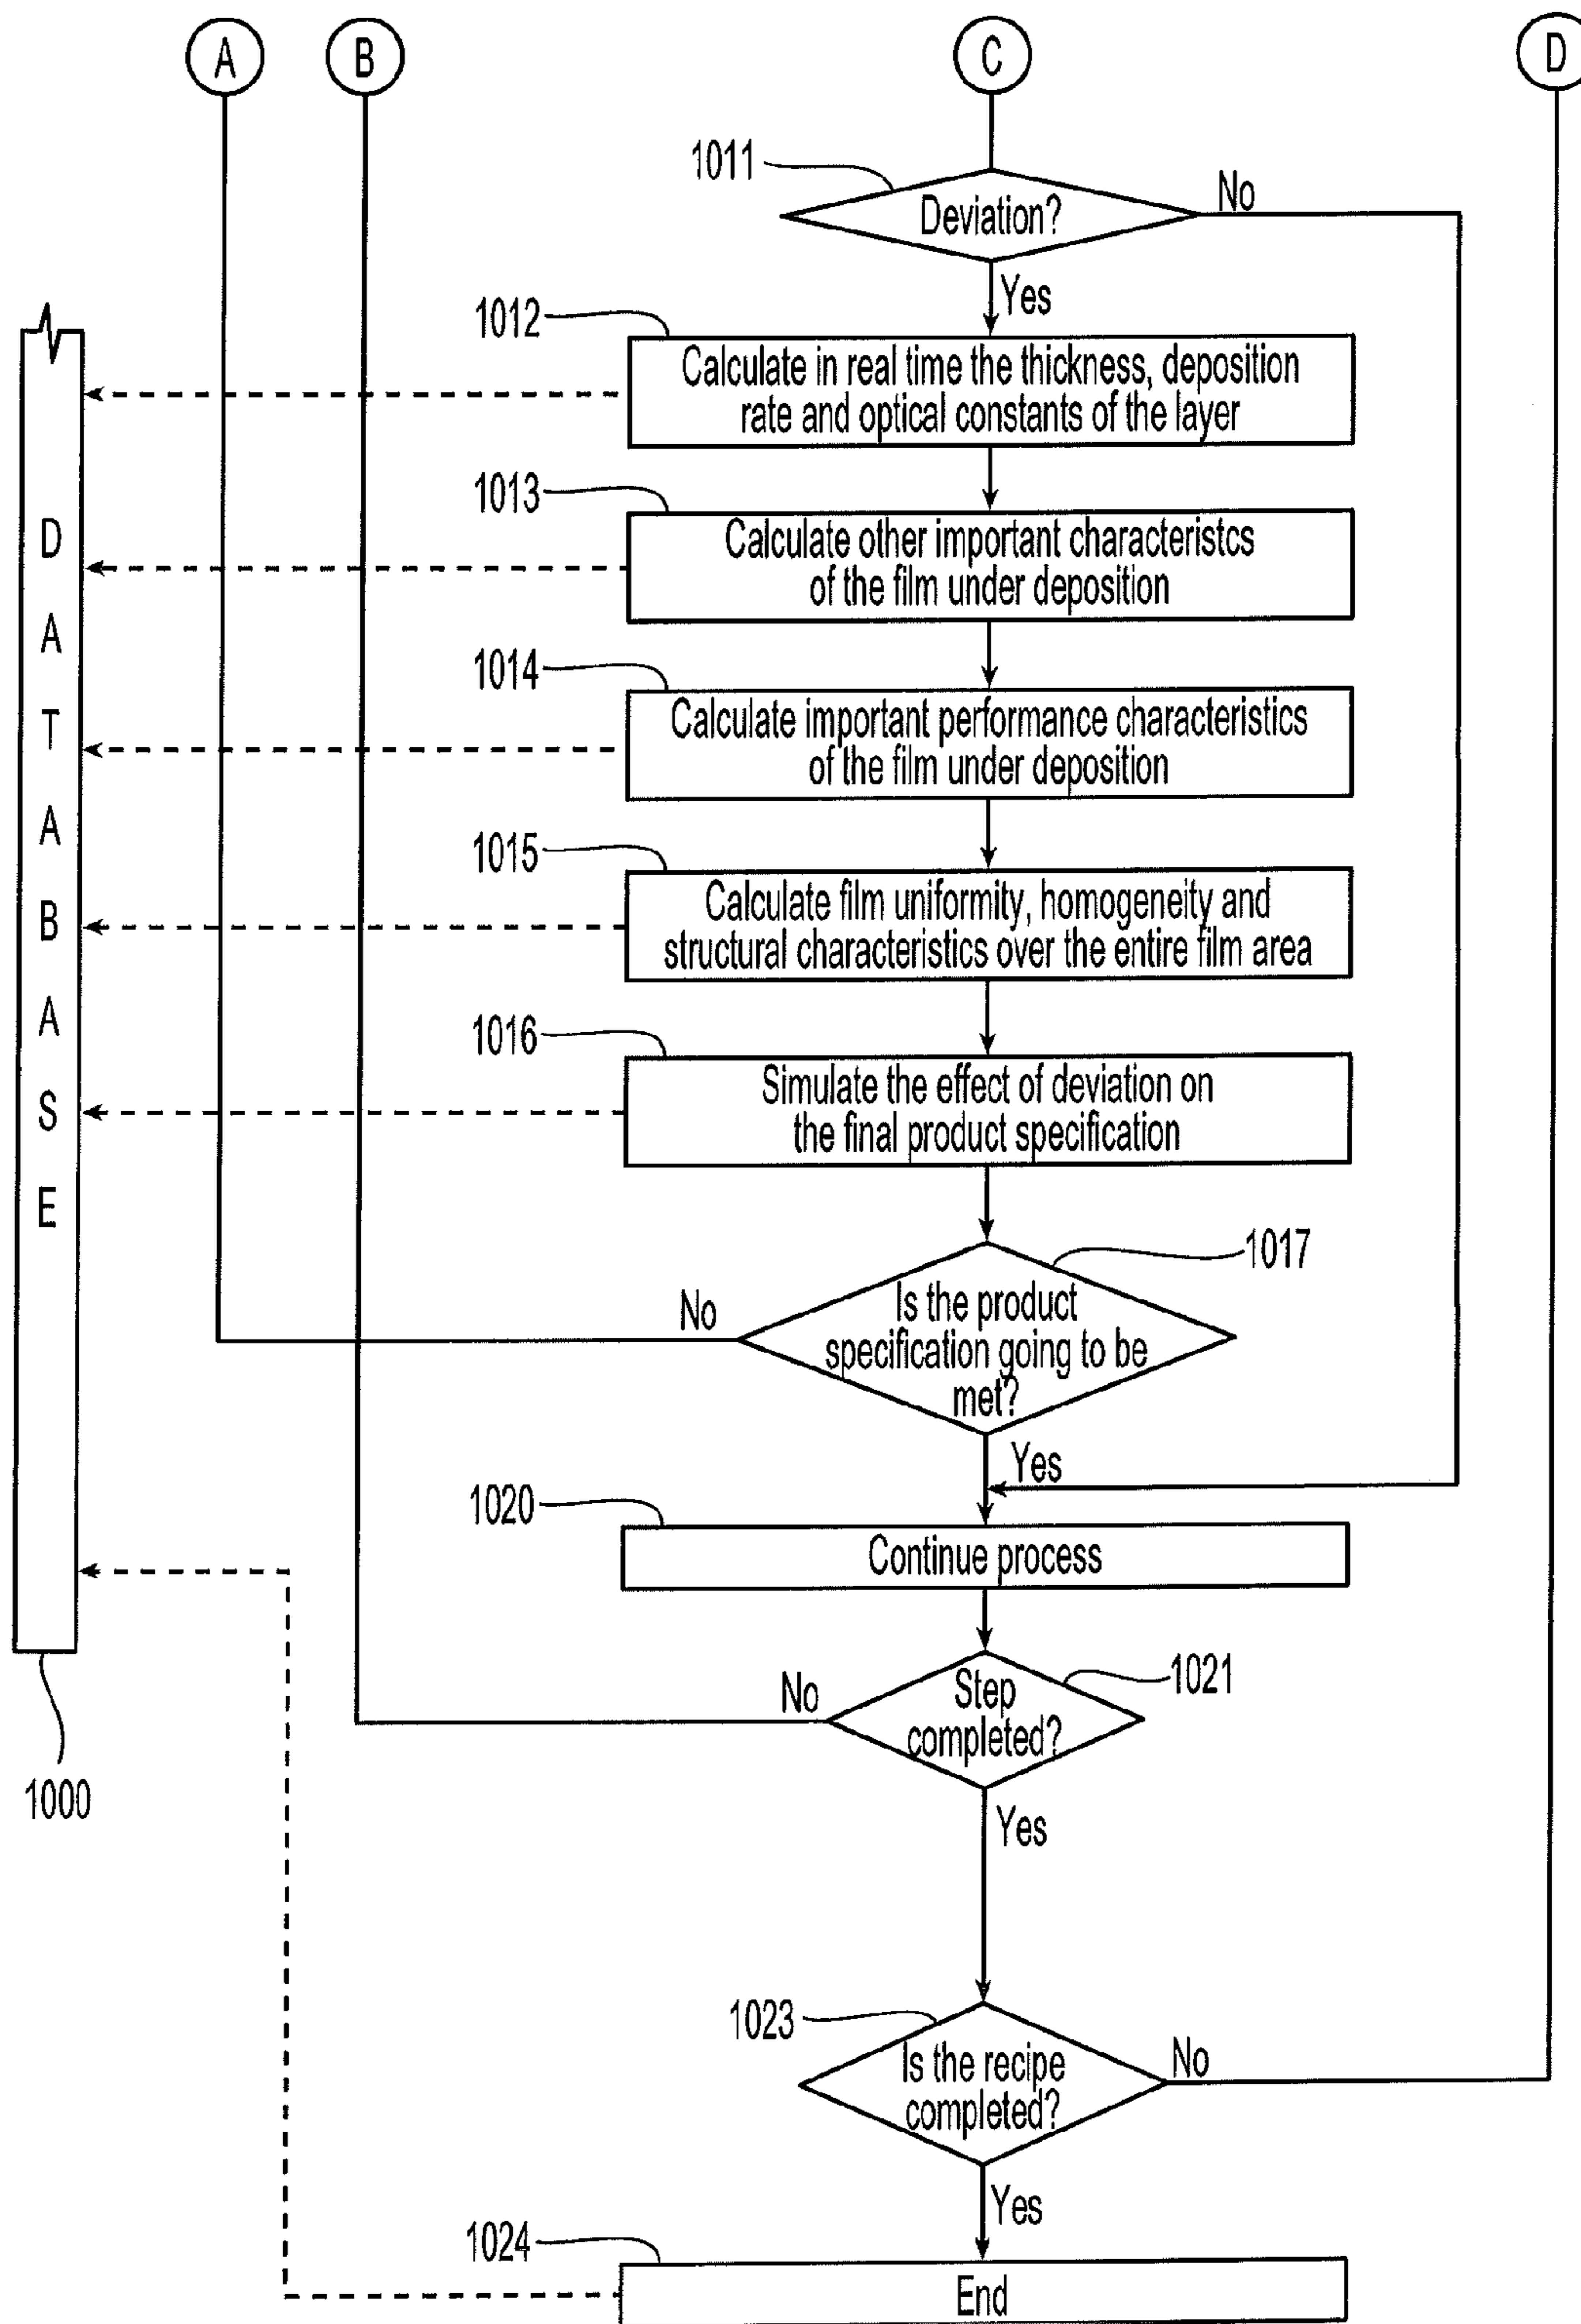 A
B
C
D
1011
Deviation?
No
Yes
1012
Calculate in real time the thickness, deposition
rate and optical constants of the layer
1013
Calculate other important characteristcs
of the film under deposition
1014
Calculate important performance characteristics
of the film under deposition
1015
Calculate film uniformity, homogeneity and
structural characteristics over the entire film area
1016
Simulate the effect of deviation on
the final product specification
DATABASE
1017
No
Is the product
specification going to be
met?
Yes
1020
Continue process
1021
No
Step
completed?
1000
Yes
1023
Is the recipe
completed?
No
Yes
1024
End